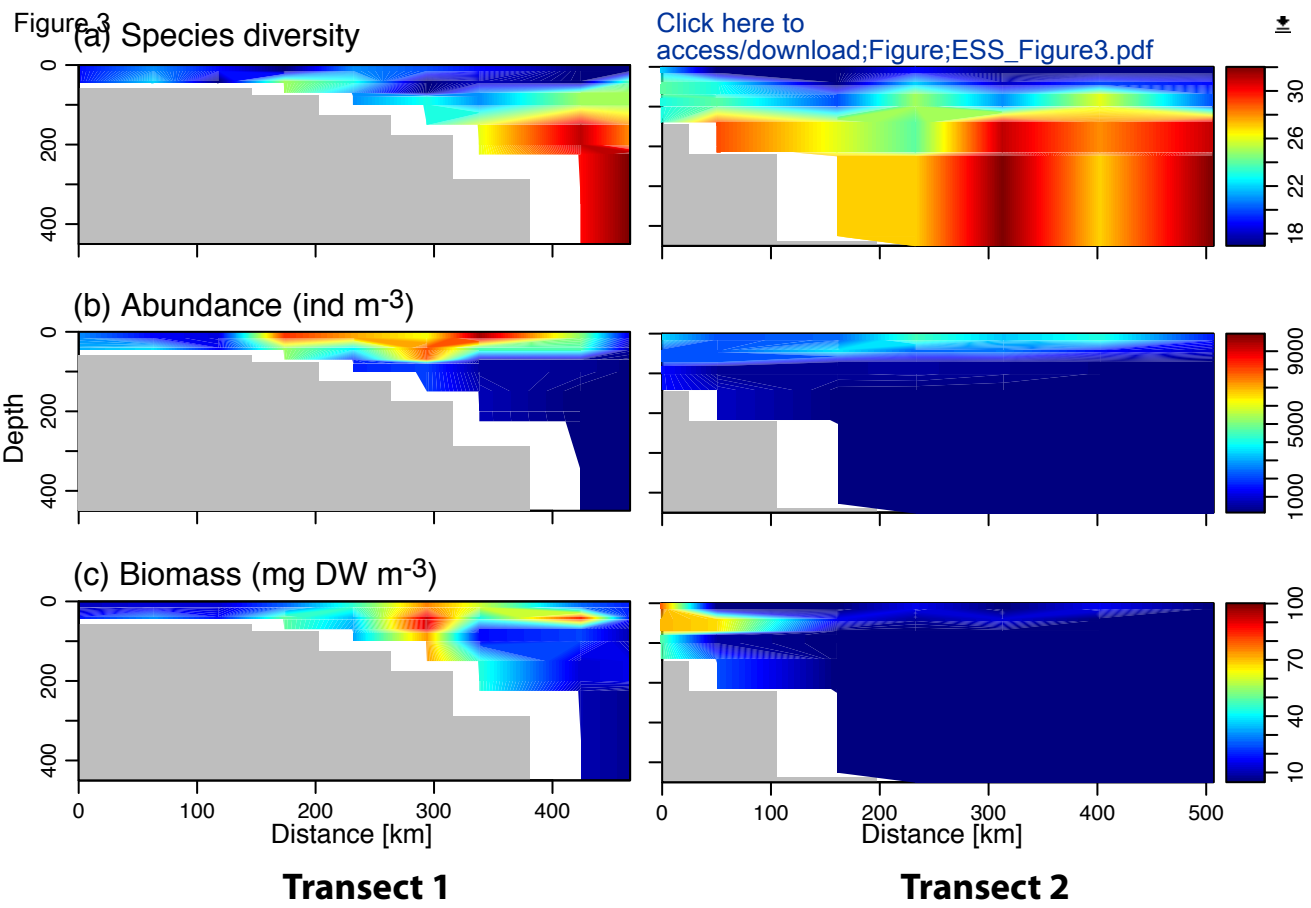 Figure 3
(a) Species diversity
Click here to
access/download;Figure;ESS_Figure3.pdf
0
200
400
18
22
26
30
(b) Abundance (ind m-3)
0
200
400
Depth
1000
5000
9000
(c) Biomass (mg DW m-3)
0
200
400
10
40
70
100
0 100 200 300 400
0 100 200 300 400 500
Distance [km]
Distance [km]
Transect 1
Transect 2